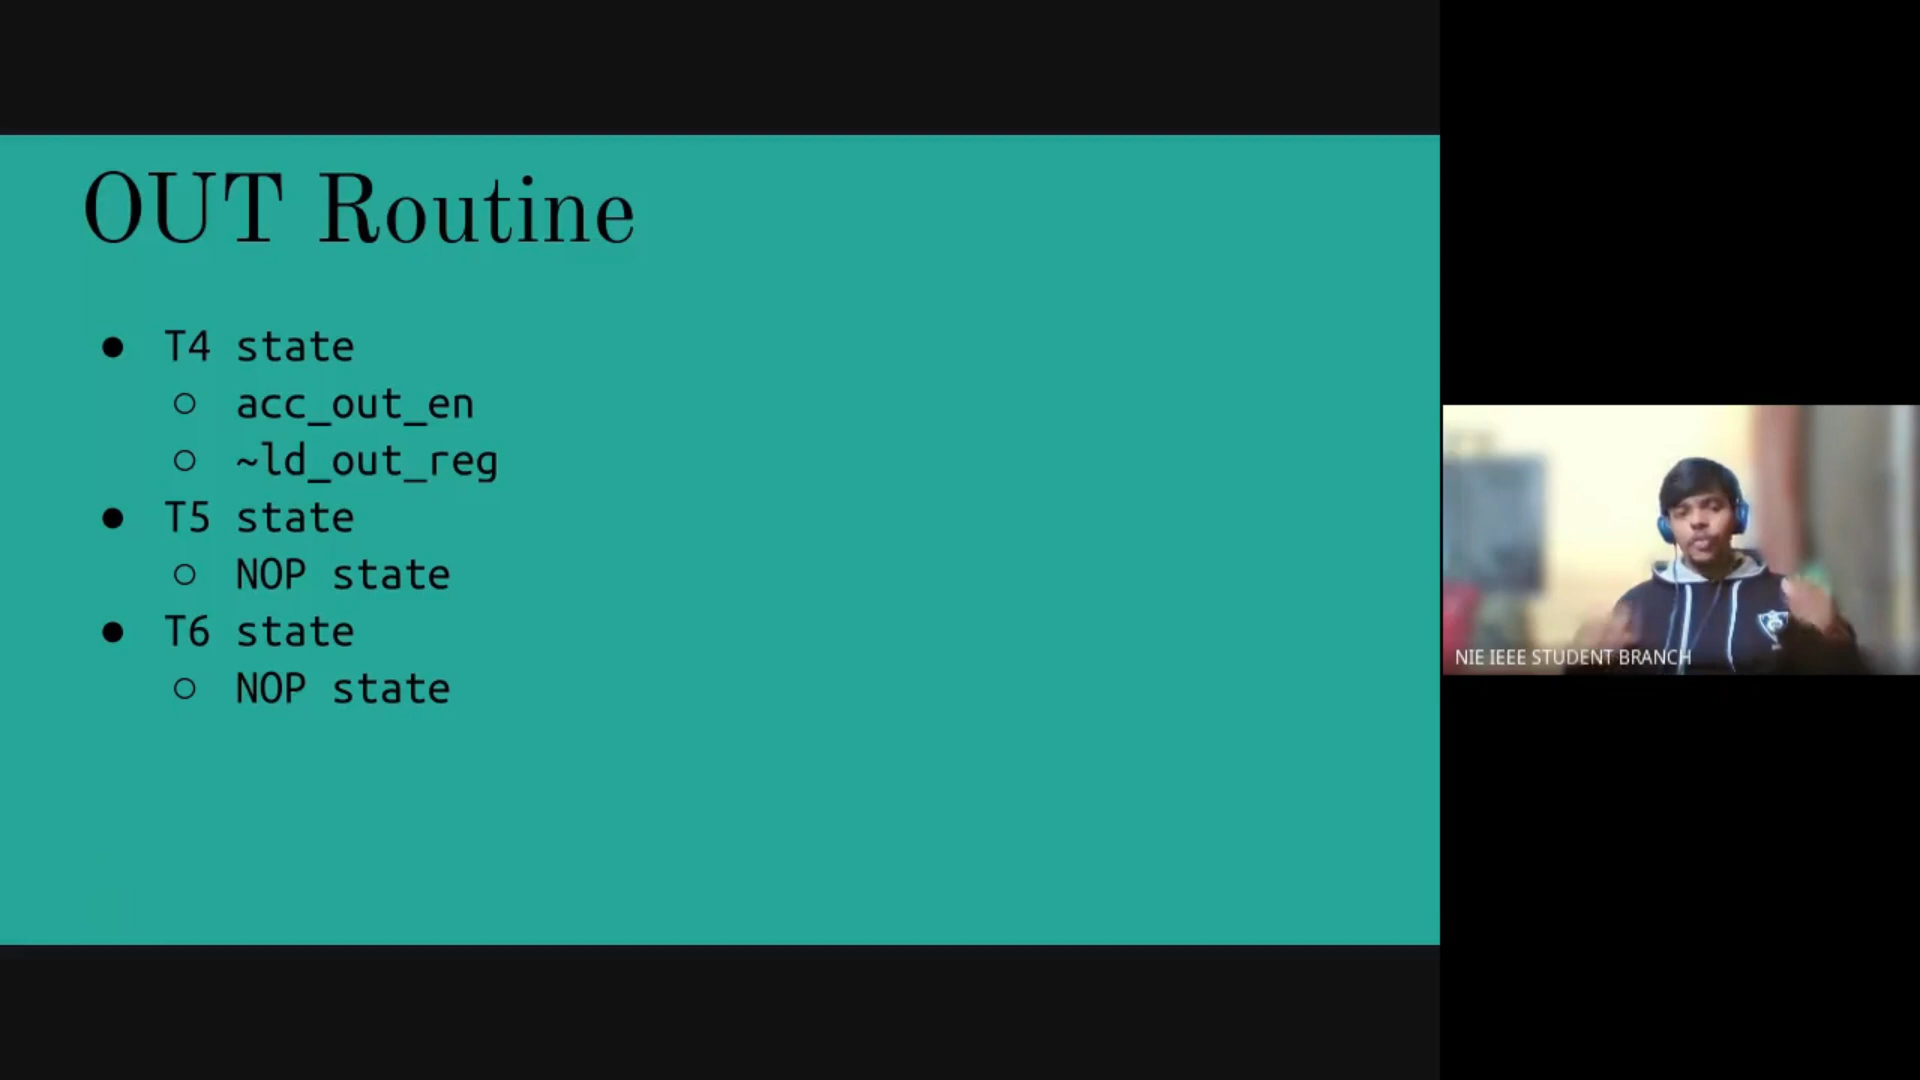 OUT Routine
● T4 state
○ acc_out_en
○ ~ld_out_reg
● T5 state
○ NOP state
● T6 state
○ NOP state
NIE IEEE STUDENT BRANCH